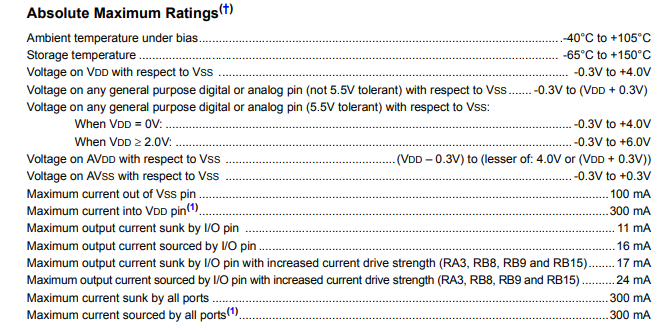 Absolute Maximum Ratings(†)
Ambient temperature under bias.............................................................................................................-40°C to +105°C
Storage temperature .............................................................................................................................. -65°C to +150°C
Voltage on VDD with respect to VSS ......................................................................................................... -0.3V to +4.0V
Voltage on any general purpose digital or analog pin (not 5.5V tolerant) with respect to VSS....... -0.3V to (VDD + 0.3V)
Voltage on any general purpose digital or analog pin (5.5V tolerant) with respect to VSS:
When VDD = 0V: .......................................................................................................................... -0.3V to +4.0V
When VDD ≥ 2.0V: ....................................................................................................................... -0.3V to +6.0V
Voltage on AVDD with respect to VSS ..................................................(VDD – 0.3V) to (lesser of: 4.0V or (VDD + 0.3V))
Voltage on AVSS with respect to VSS ........................................................................................................-0.3V to +0.3V
Maximum current out of VSS pin ...........................................................................................................................100 mA
Maximum current into VDD pin(1)...........................................................................................................................300 mA
Maximum output current sunk by I/O pin ................................................................................................................11 mA
Maximum output current sourced by I/O pin ...........................................................................................................16 mA
Maximum output current sunk by I/O pin with increased current drive strength (RA3, RB8, RB9 and RB15)........17 mA
Maximum output current sourced by I/O pin with increased current drive strength (RA3, RB8, RB9 and RB15) ..........24 mA
Maximum current sunk by all ports .......................................................................................................................300 mA
Maximum current sourced by all ports(1)................................................................................................................300 mA